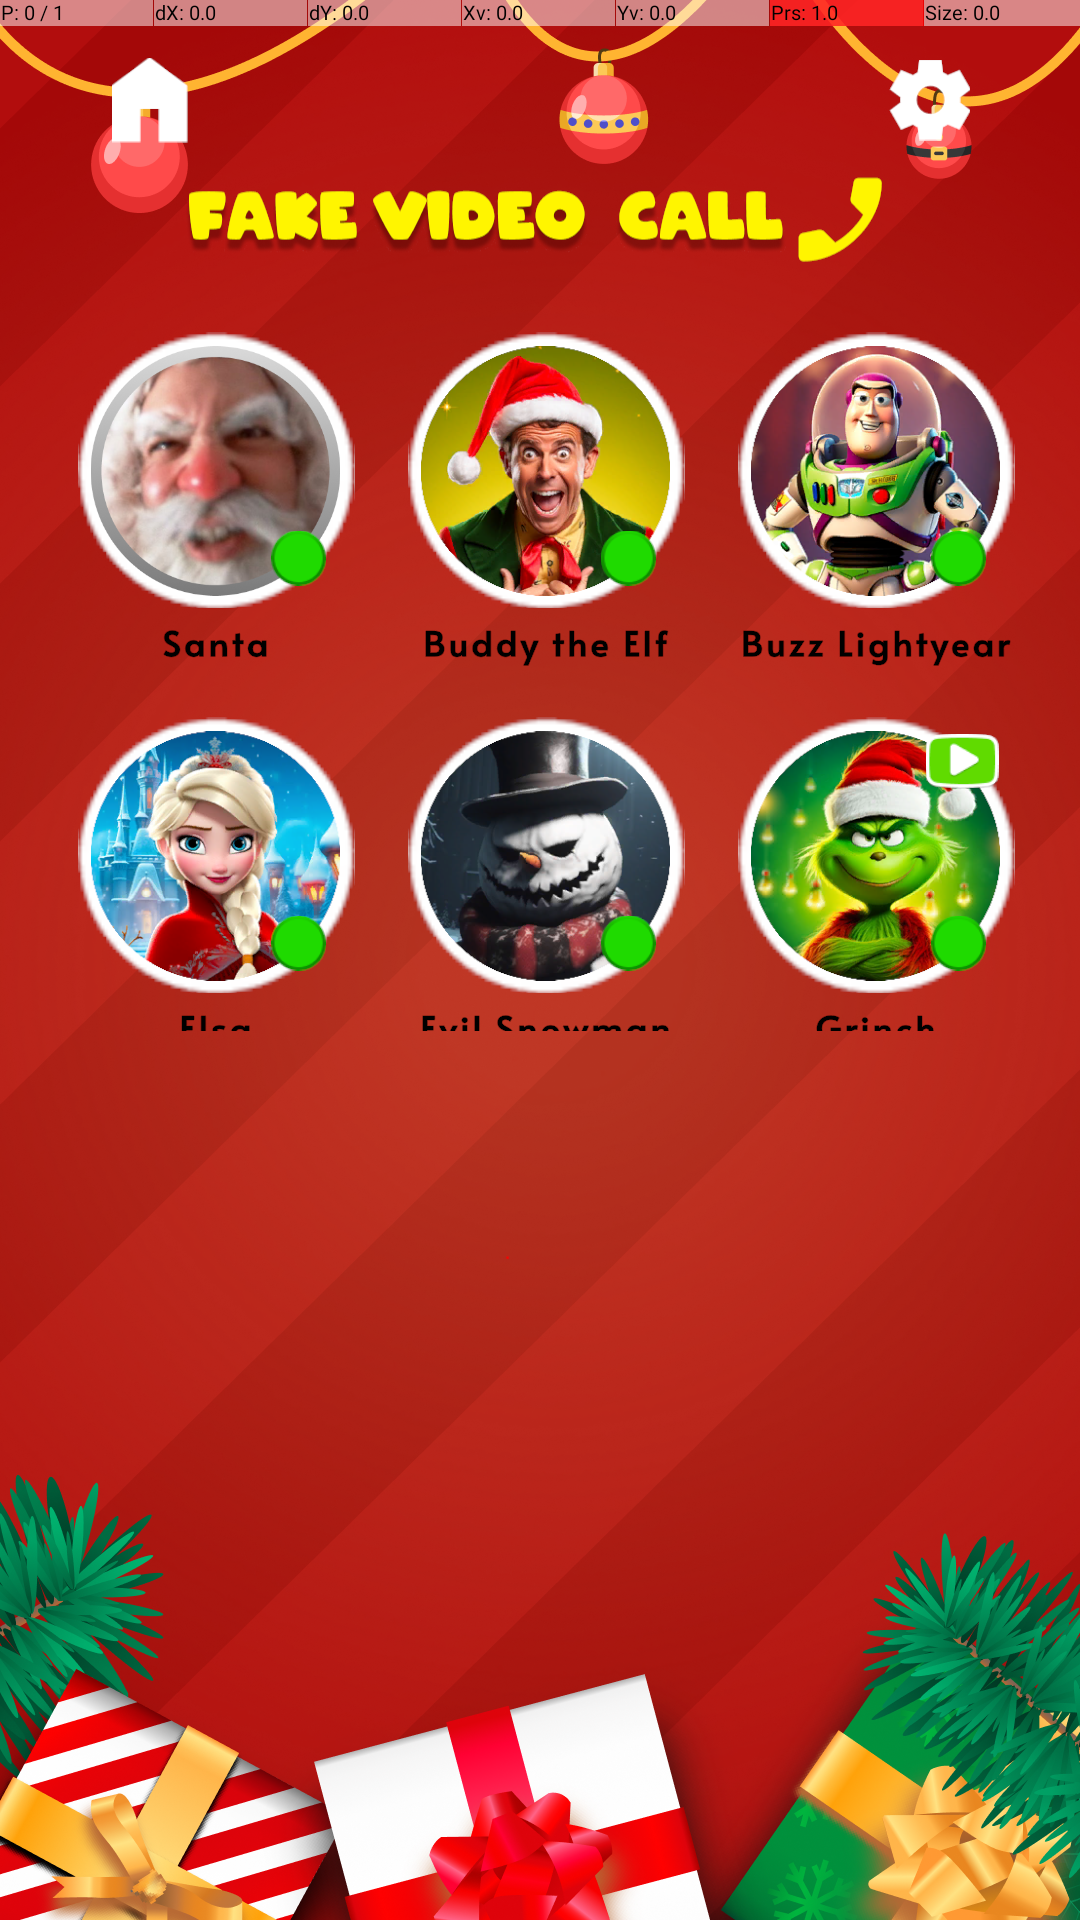 P: 0 / 1 dX: 0.0 dY: 0.0 Xv: 0.0 Yv: 0.0 Prs: 1.0 Size: 0.0
FAKE VIDEO CALL
Santa Buddy the Elf Buzz Lightyear
Elsa Evil Snowman Grinch